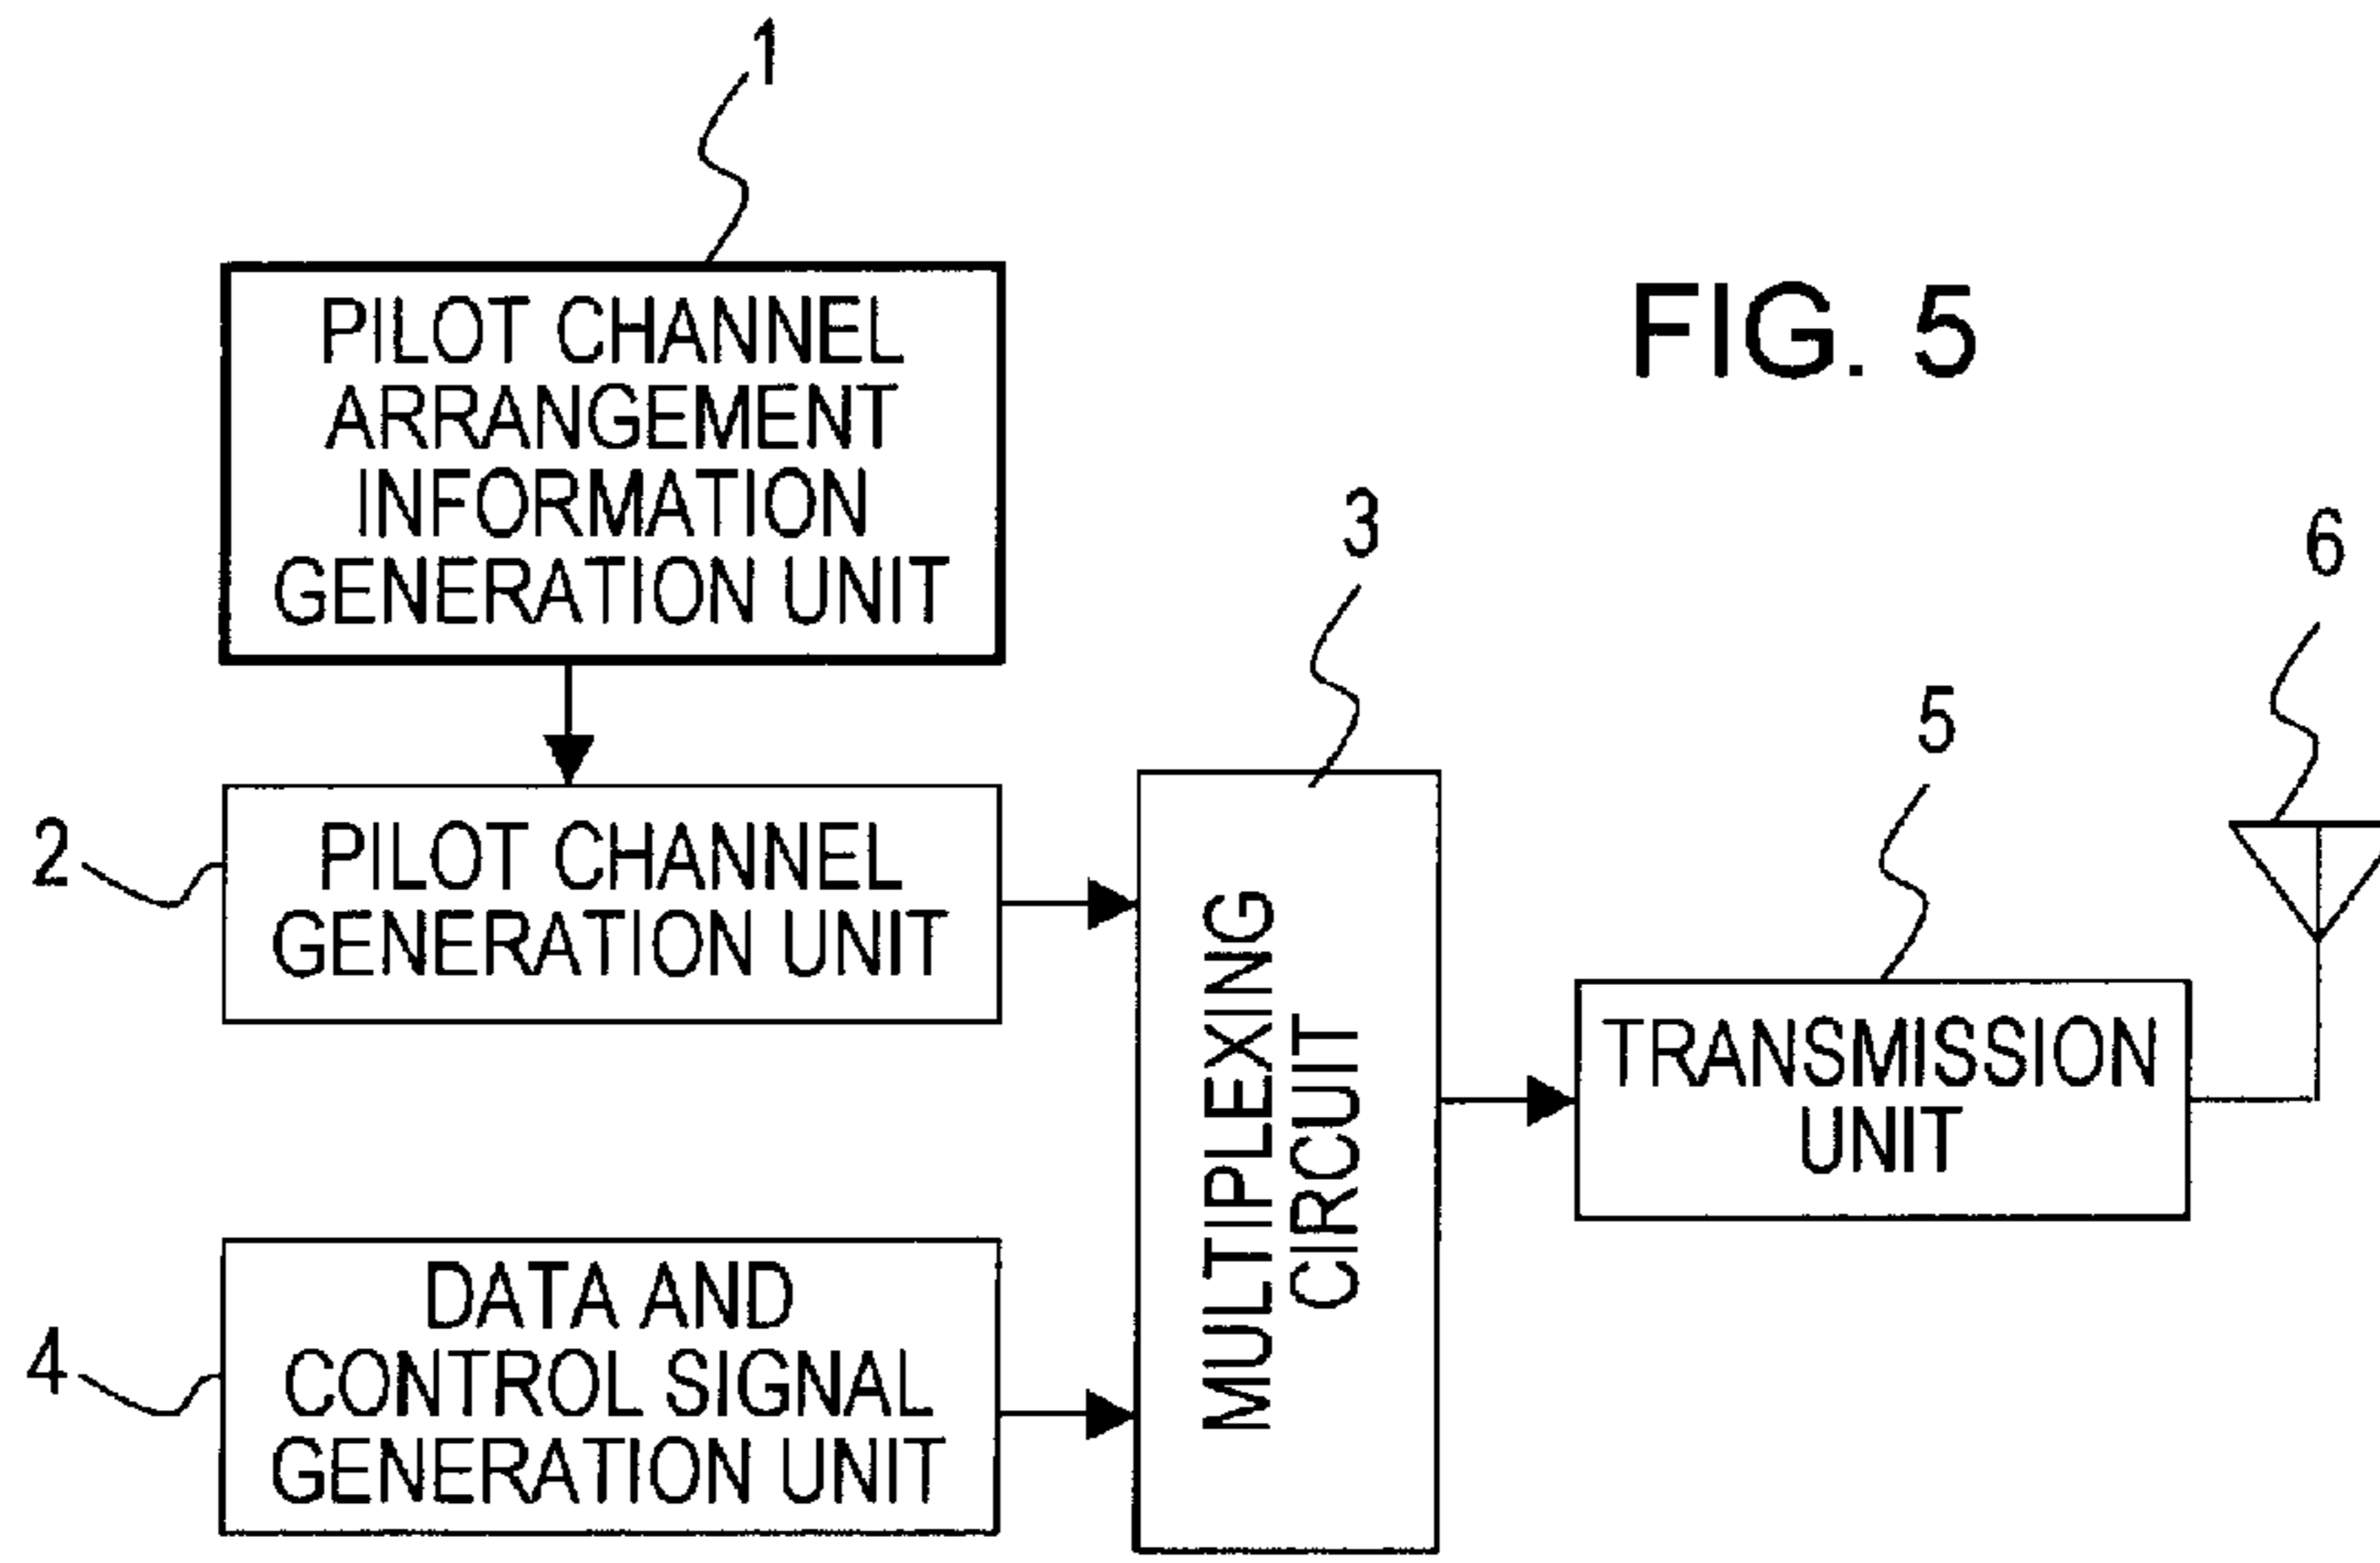 1
PILOT CHANNEL
ARRANGEMENT
INFORMATION
GENERATION UNIT
FIG. 5
2
PILOT CHANNEL
GENERATION UNIT
3
MULTIPLEXING
CIRCUIT
4
DATA AND
CONTROL SIGNAL
GENERATION UNIT
5
TRANSMISSION
UNIT
6